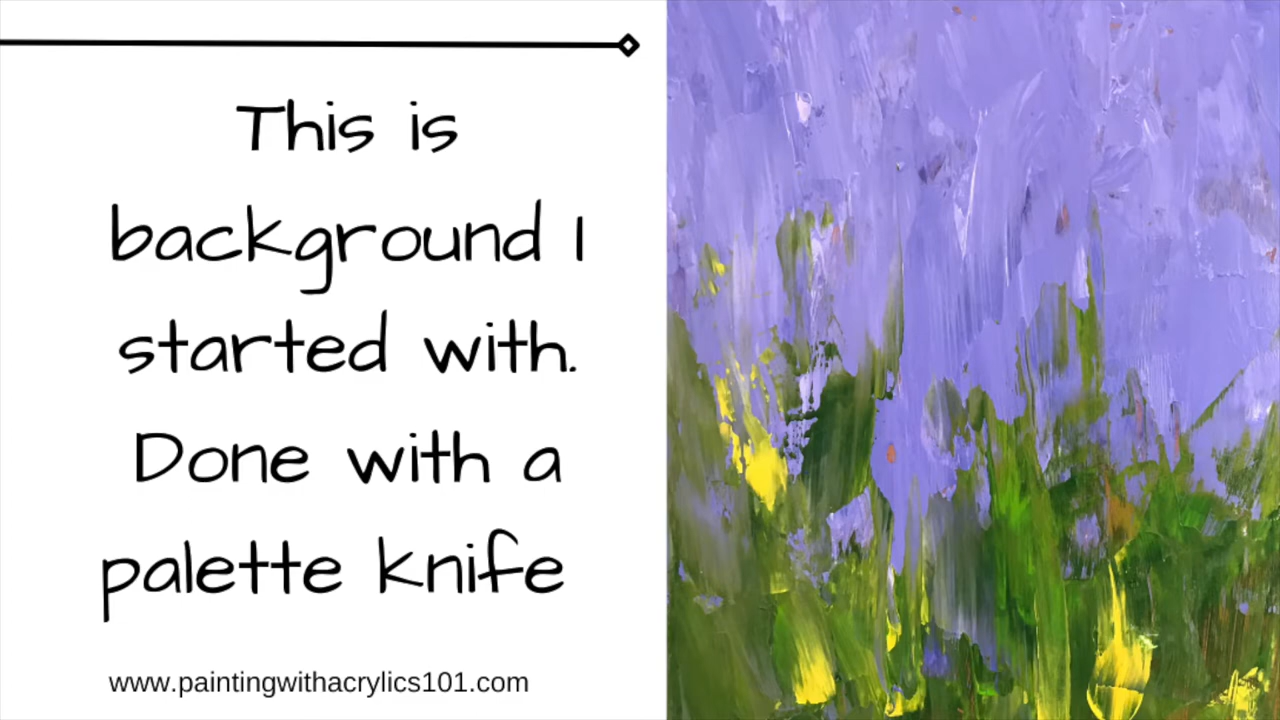 This is
background I
started with.
Done with a
palette knife
www.paintingwithacrylics101.com